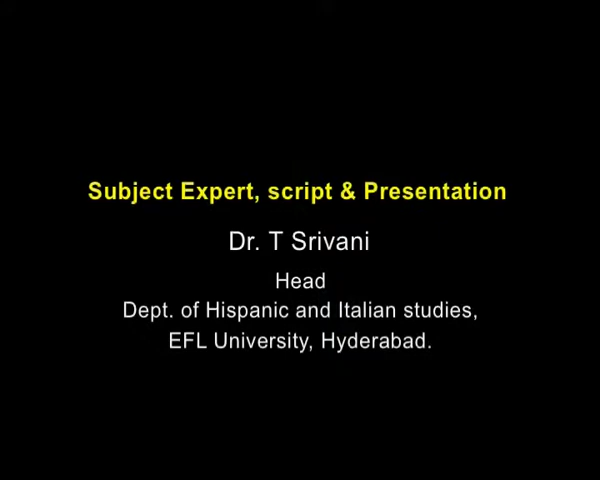 Subject Expert, script & Presentation
Dr. T Srivani
Head
Dept. of Hispanic and Italian studies,
EFL University, Hyderabad.